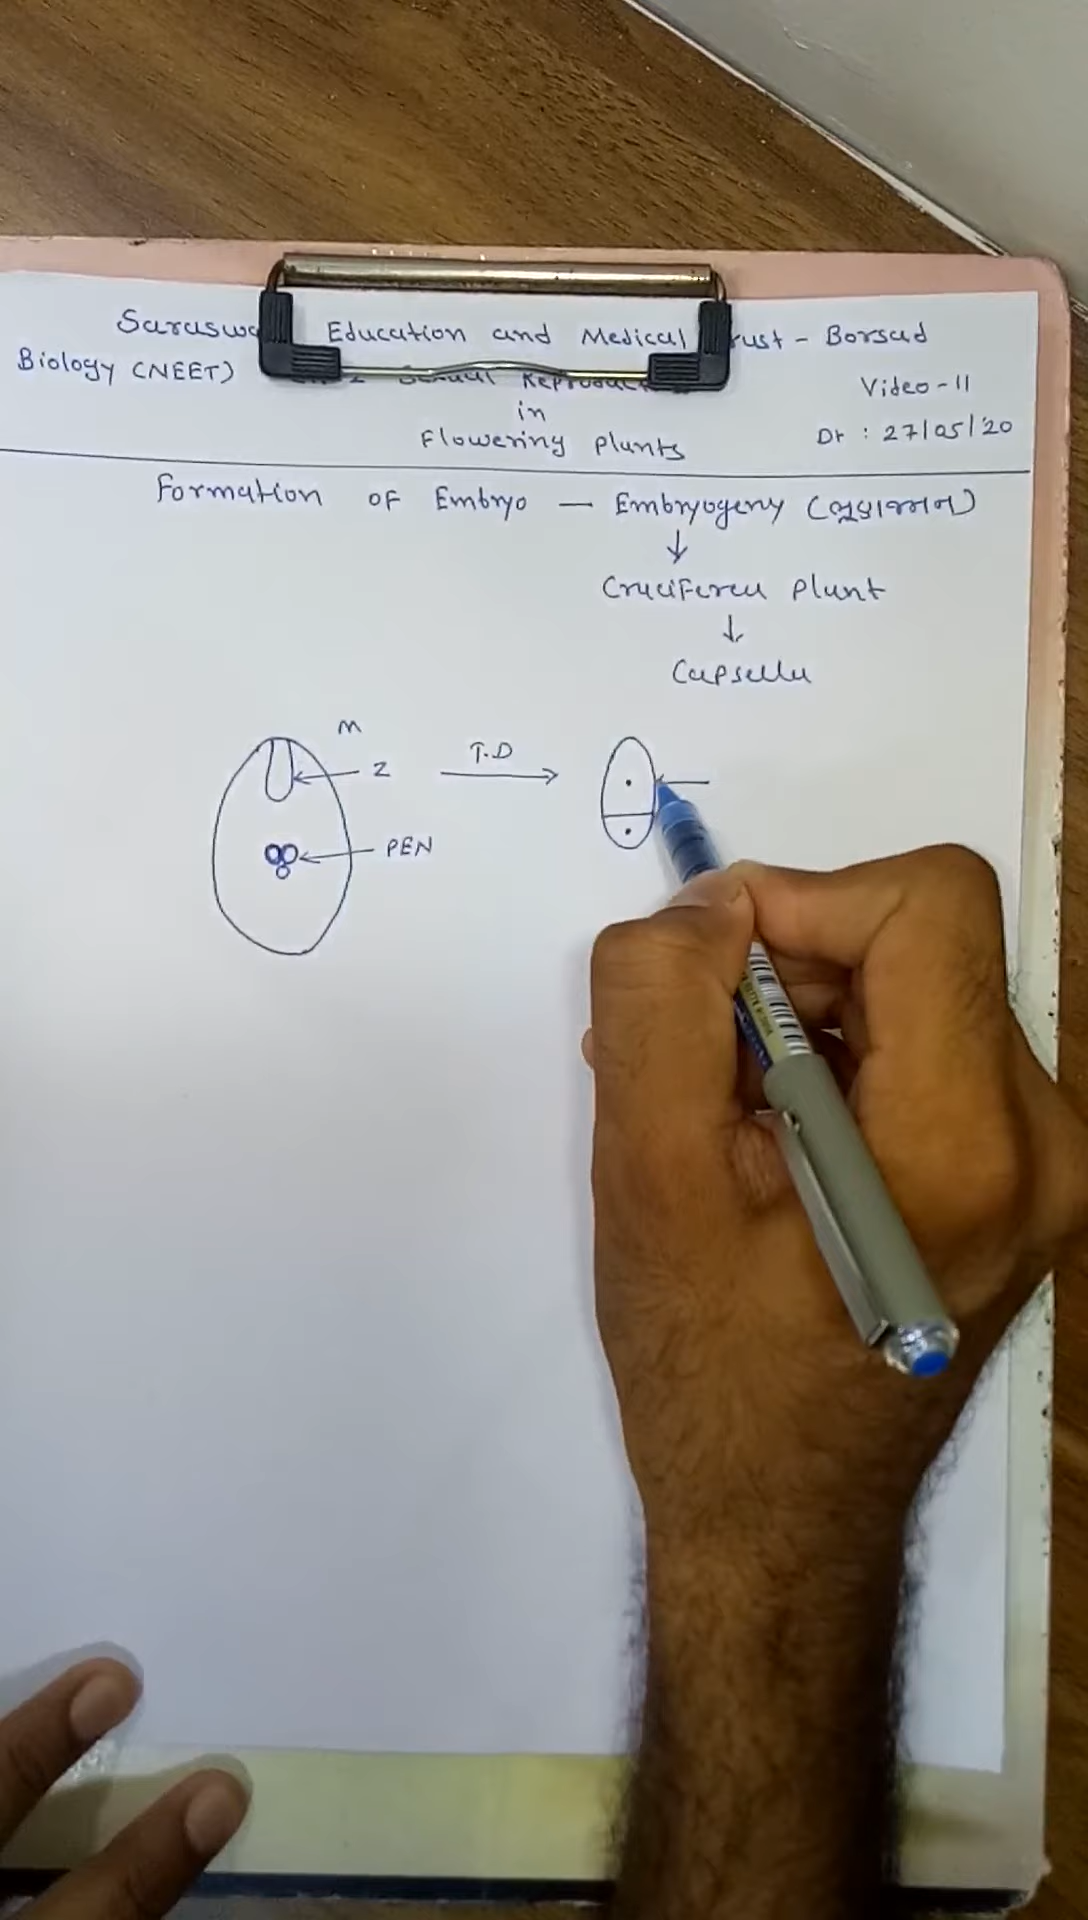 Saraswa Education and Medical rust - Borsad
Biology (NEET) Video - 11
in
Flowering Plants Dt : 27/05/'20
Formation OF Embryo — Embryogeny
↓
Crucifereu Plant
↓
Capsella
M
Z
T.D
PEN